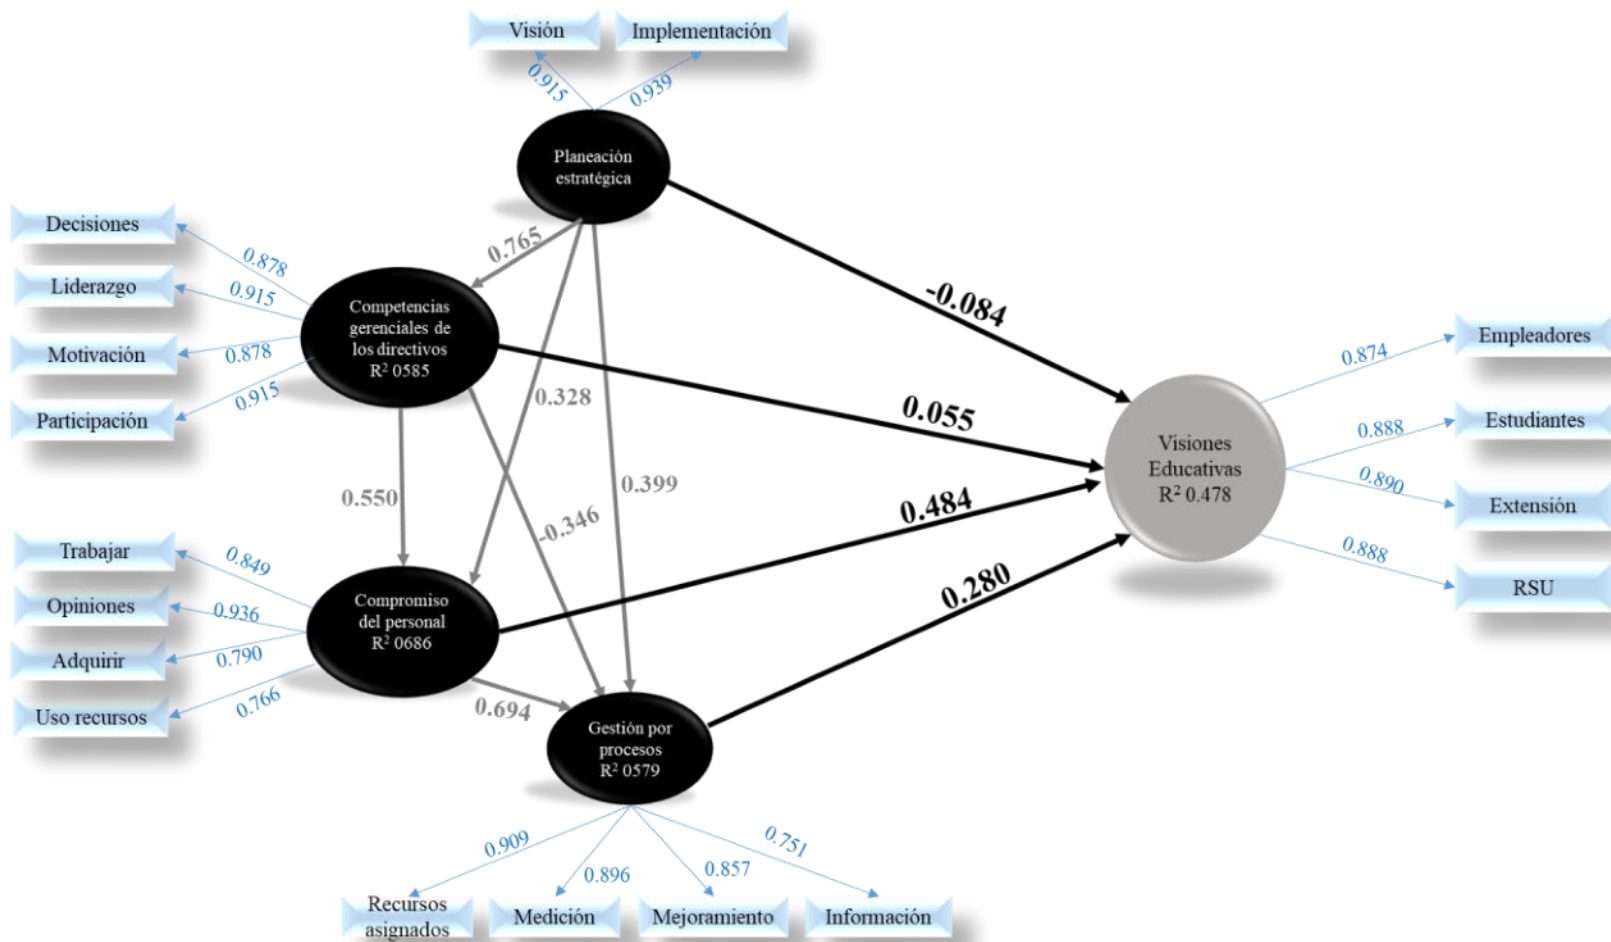 Visión
Implementación
0.915
0.939
Planeación
estratégica
Decisiones
Liderazgo
Motivación
Participación
0.878
0.915
0.878
0.915
Competencias
gerenciales de
los directivos
R² 0585
0.765
0.328
0.399
0.550
-0.346
-0.084
0.055
0.484
0.280
Visiones
Educativas
R² 0.478
0.874
0.888
0.890
0.888
Empleadores
Estudiantes
Extensión
RSU
Trabajar
Opiniones
Adquirir
Uso recursos
0.849
0.936
0.790
0.766
Compromiso
del personal
R² 0686
0.694
Gestión por
procesos
R² 0579
0.909
0.896
0.857
0.751
Recursos
asignados
Medición
Mejoramiento
Información